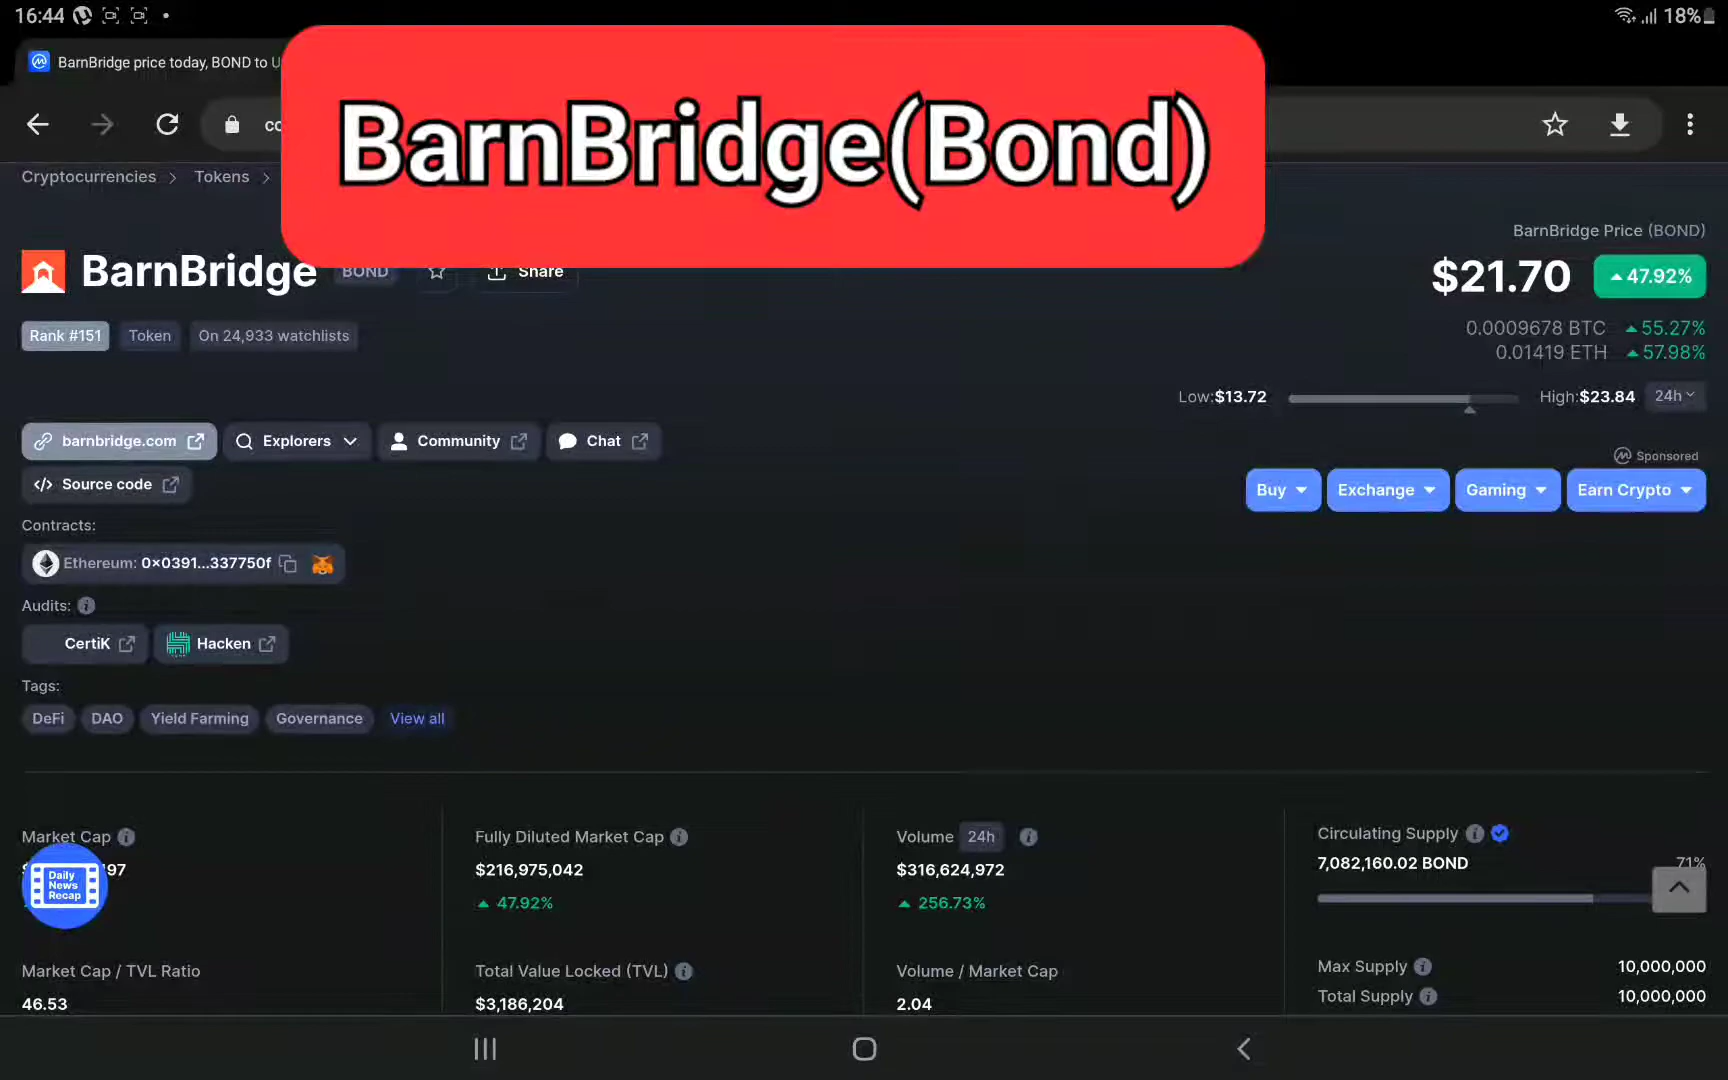 16:44
18%
BarnBridge price today, BOND to U
BarnBridge(Bond)
Cryptocurrencies > Tokens >
BarnBridge BOND Share
BarnBridge Price (BOND)
$21.70 47.92%
Rank #151 Token On 24,933 watchlists
0.0009678 BTC 55.27%
0.01419 ETH 57.98%
Low:$13.72 High:$23.84 24h
barnbridge.com Explorers Community Chat
Sponsored
Source code
Buy Exchange Gaming Earn Crypto
Contracts:
Ethereum: 0x0391...337750f
Audits:
CertiK Hacken
Tags:
DeFi DAO Yield Farming Governance View all
Market Cap
97
Daily
News
Recap
Fully Diluted Market Cap
$216,975,042
47.92%
Volume 24h
$316,624,972
256.73%
Circulating Supply
7,082,160.02 BOND 71%
Market Cap / TVL Ratio
46.53
Total Value Locked (TVL)
$3,186,204
Volume / Market Cap
2.04
Max Supply 10,000,000
Total Supply 10,000,000